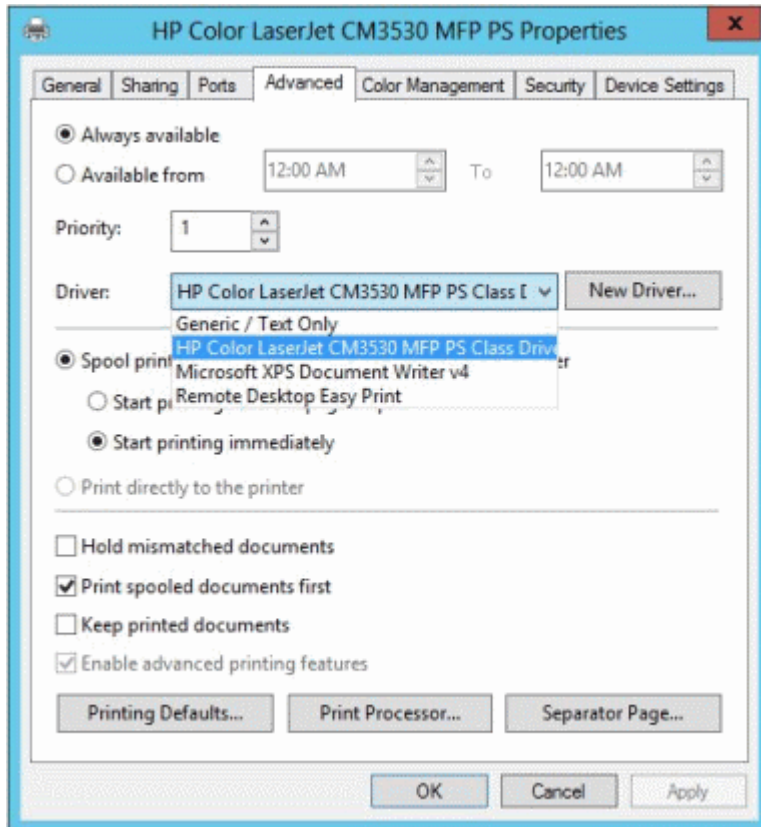 HP Color LaserJet CM3530 MFP PS Properties
x
General Sharing Ports Advanced Color Management Security Device Settings
Always available
Available from 12:00 AM To 12:00 AM
Priority: 1
Driver: HP Color LaserJet CM3530 MFP PS Class New Driver...
Generic / Text Only
HP Color LaserJet CM3530 MFP PS Class Drive
Spool print er
Microsoft XPS Document Writer v4
Remote Desktop Easy Print
Start
Start printing immediately
Print directly to the printer
Hold mismatched documents
Print spooled documents first
Keep printed documents
Enable advanced printing features
Printing Defaults... Print Processor... Separator Page...
OK Cancel Apply